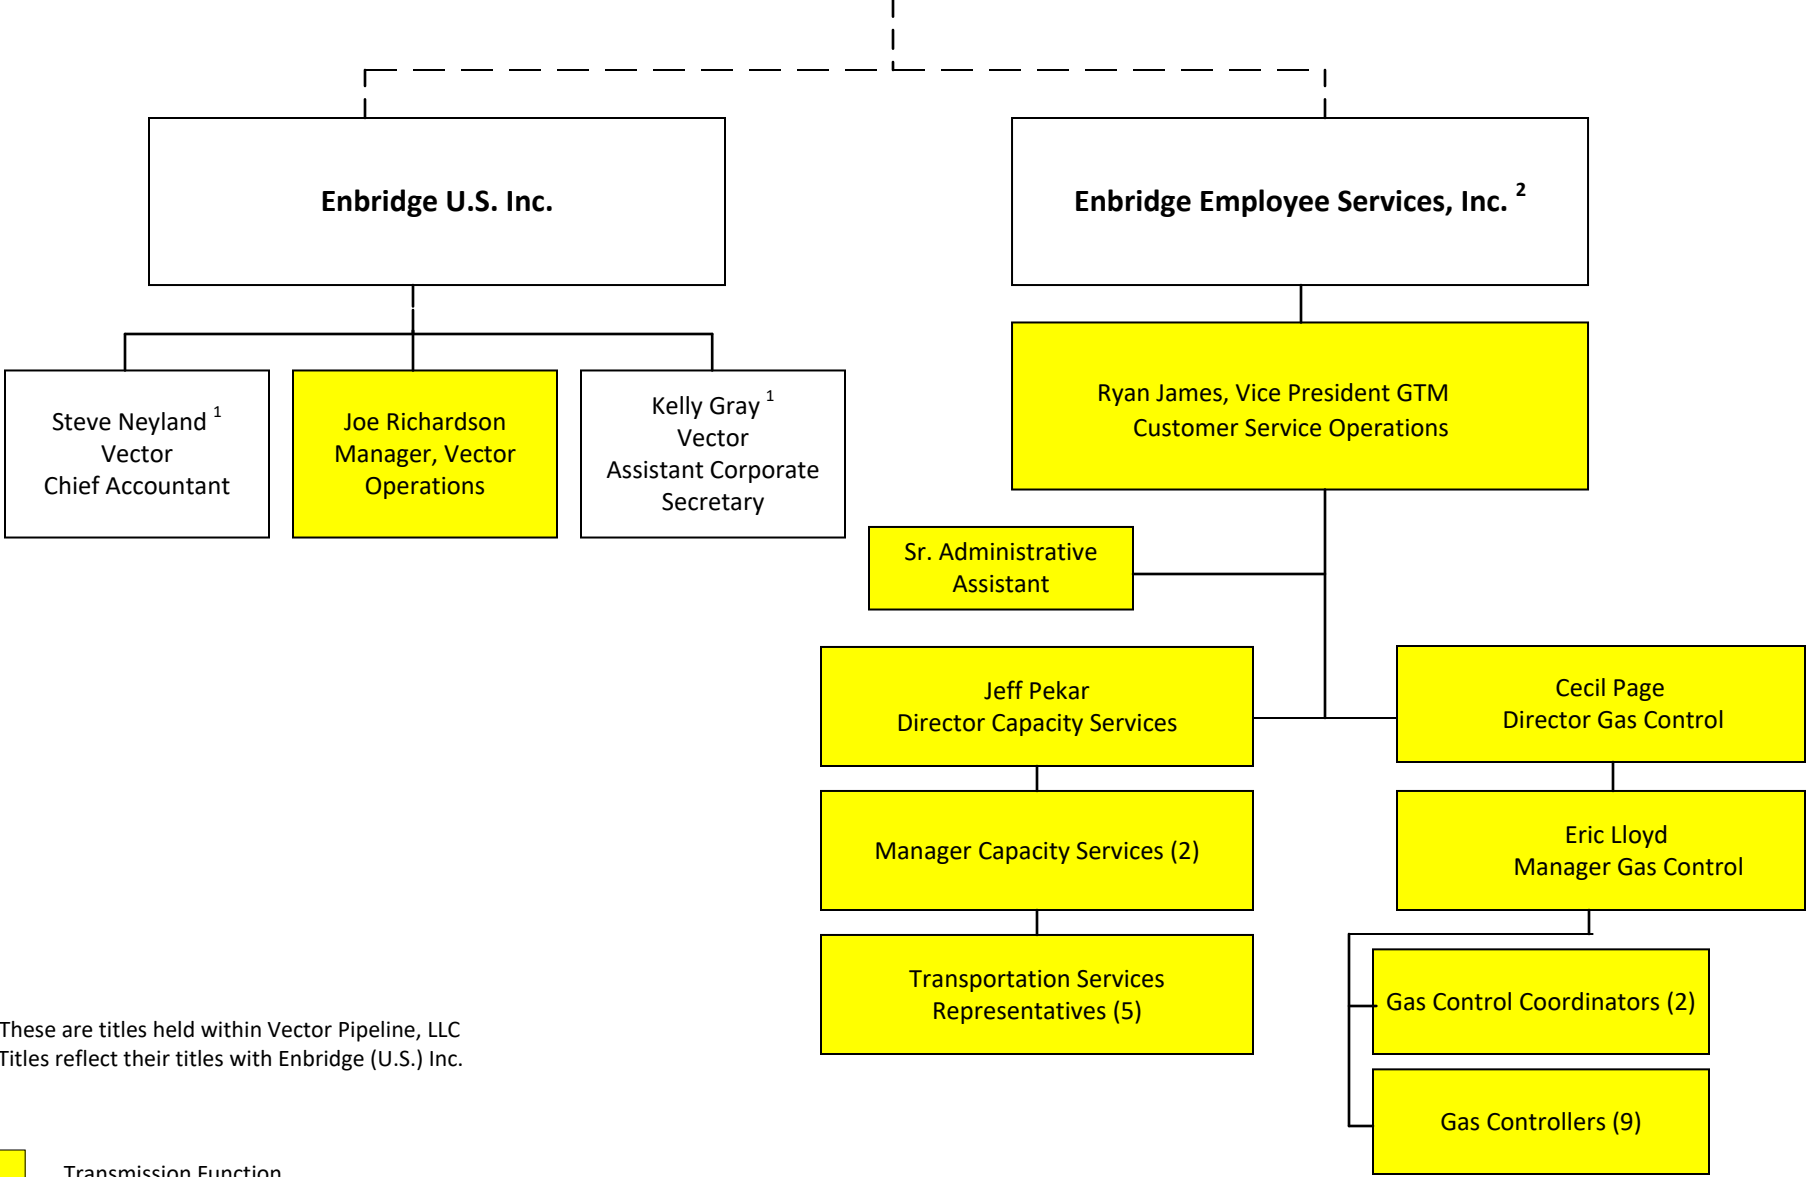 Enbridge U.S. Inc.
Enbridge Employee Services, Inc. 2
Steve Neyland 1
Vector
Chief Accountant
Joe Richardson
Manager, Vector
Operations
Kelly Gray 1
Vector
Assistant Corporate
Secretary
Ryan James, Vice President GTM
Customer Service Operations
Sr. Administrative
Assistant
Jeff Pekar
Director Capacity Services
Cecil Page
Director Gas Control
Manager Capacity Services (2)
Eric Lloyd
Manager Gas Control
Transportation Services
Representatives (5)
Gas Control Coordinators (2)
Gas Controllers (9)
These are titles held within Vector Pipeline, LLC
Titles reflect their titles with Enbridge (U.S.) Inc.
Transmission Function